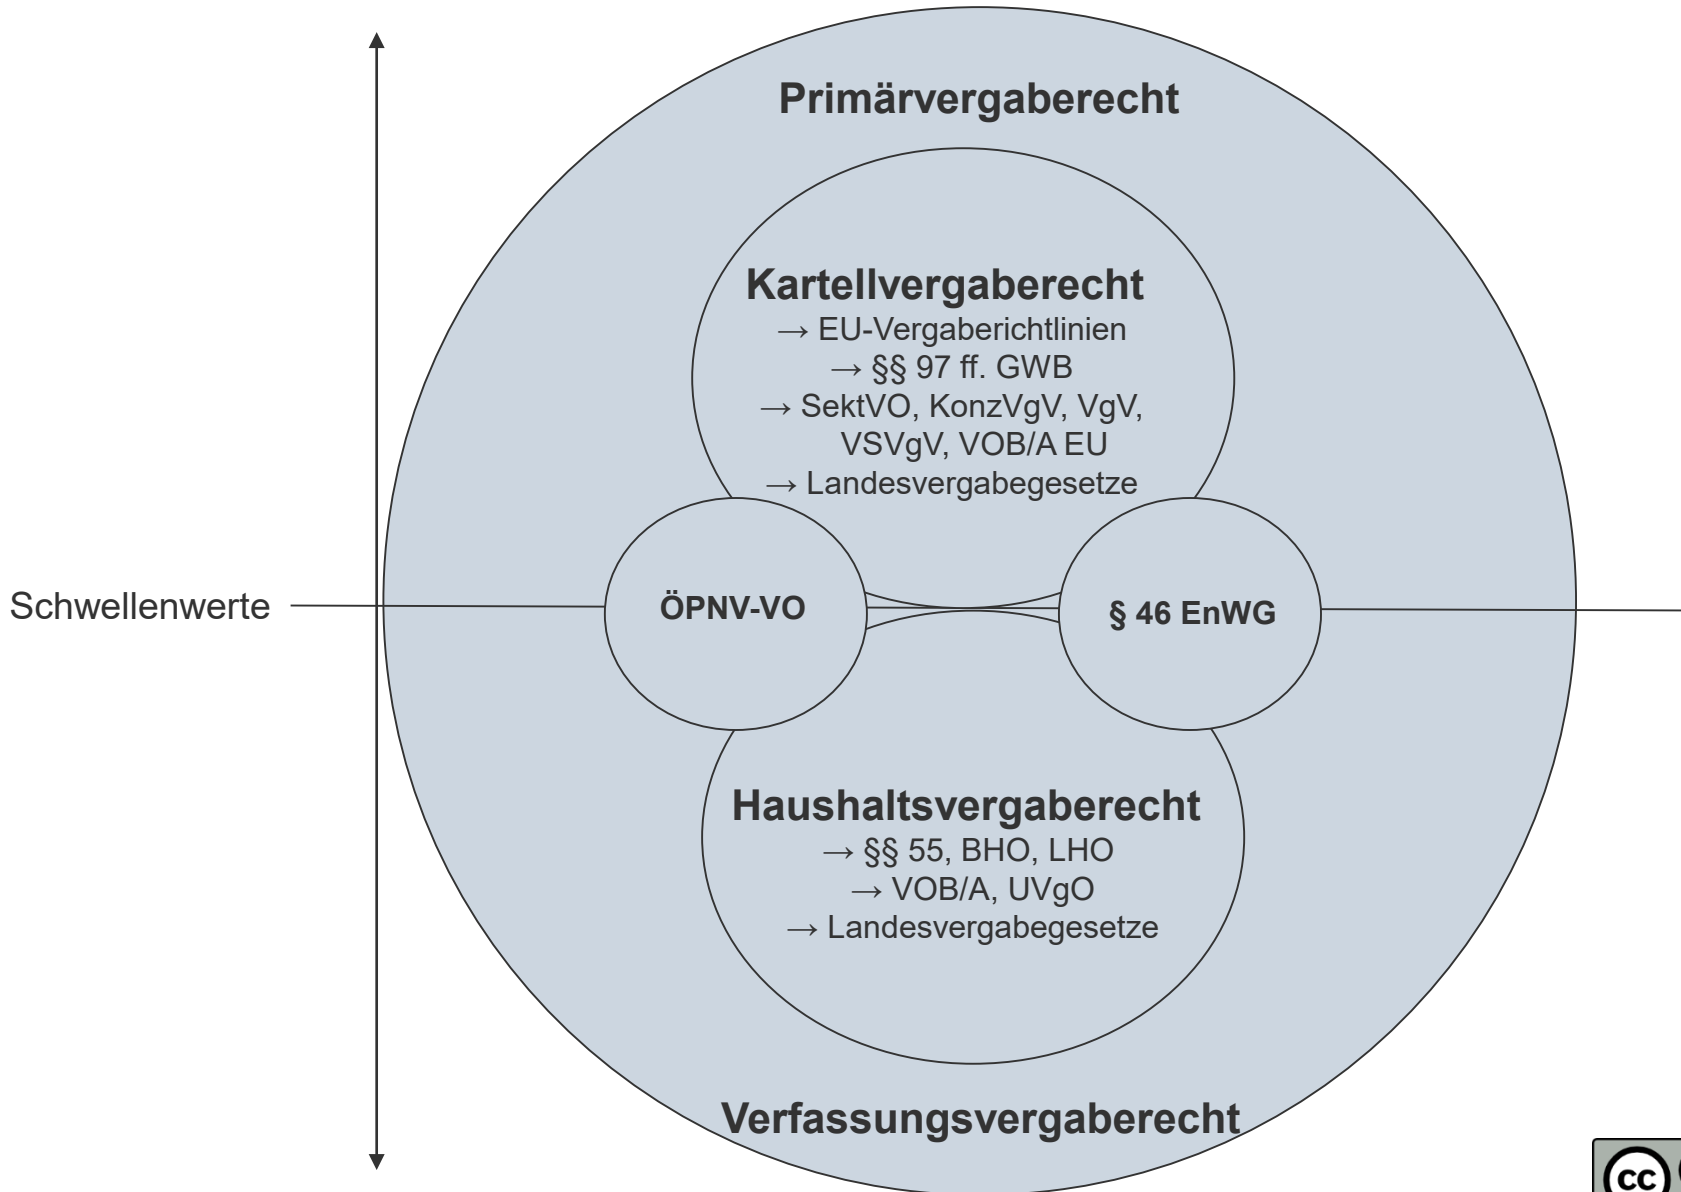 Primärvergaberecht
Kartellvergaberecht
→ EU-Vergaberichtlinien
→ §§ 97 ff. GWB
→ SektVO, KonzVgV, VgV,
VSVgV, VOB/A EU
→ Landesvergabegesetze
Schwellenwerte
ÖPNV-VO
§ 46 EnWG
Haushaltsvergaberecht
→ §§ 55, BHO, LHO
→ VOB/A, UVgO
→ Landesvergabegesetze
Verfassungsvergaberecht
cc